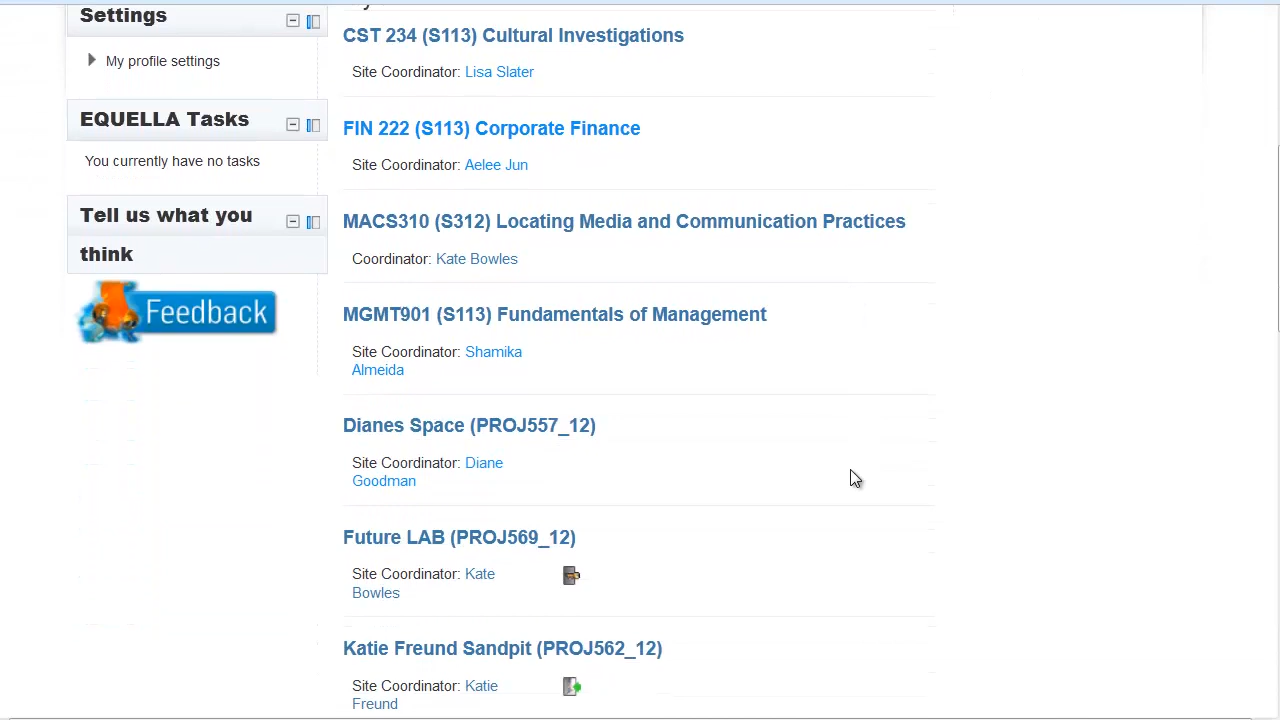 Settings
My profile settings
EQUELLA Tasks
You currently have no tasks
Tell us what you
think
Feedback
CST 234 (S113) Cultural Investigations
Site Coordinator: Lisa Slater
FIN 222 (S113) Corporate Finance
Site Coordinator: Aelee Jun
MACS310 (S312) Locating Media and Communication Practices
Coordinator: Kate Bowles
MGMT901 (S113) Fundamentals of Management
Site Coordinator: Shamika
Almeida
Dianes Space (PROJ557_12)
Site Coordinator: Diane
Goodman
Future LAB (PROJ569_12)
Site Coordinator: Kate
Bowles
Katie Freund Sandpit (PROJ562_12)
Site Coordinator: Katie
Freund